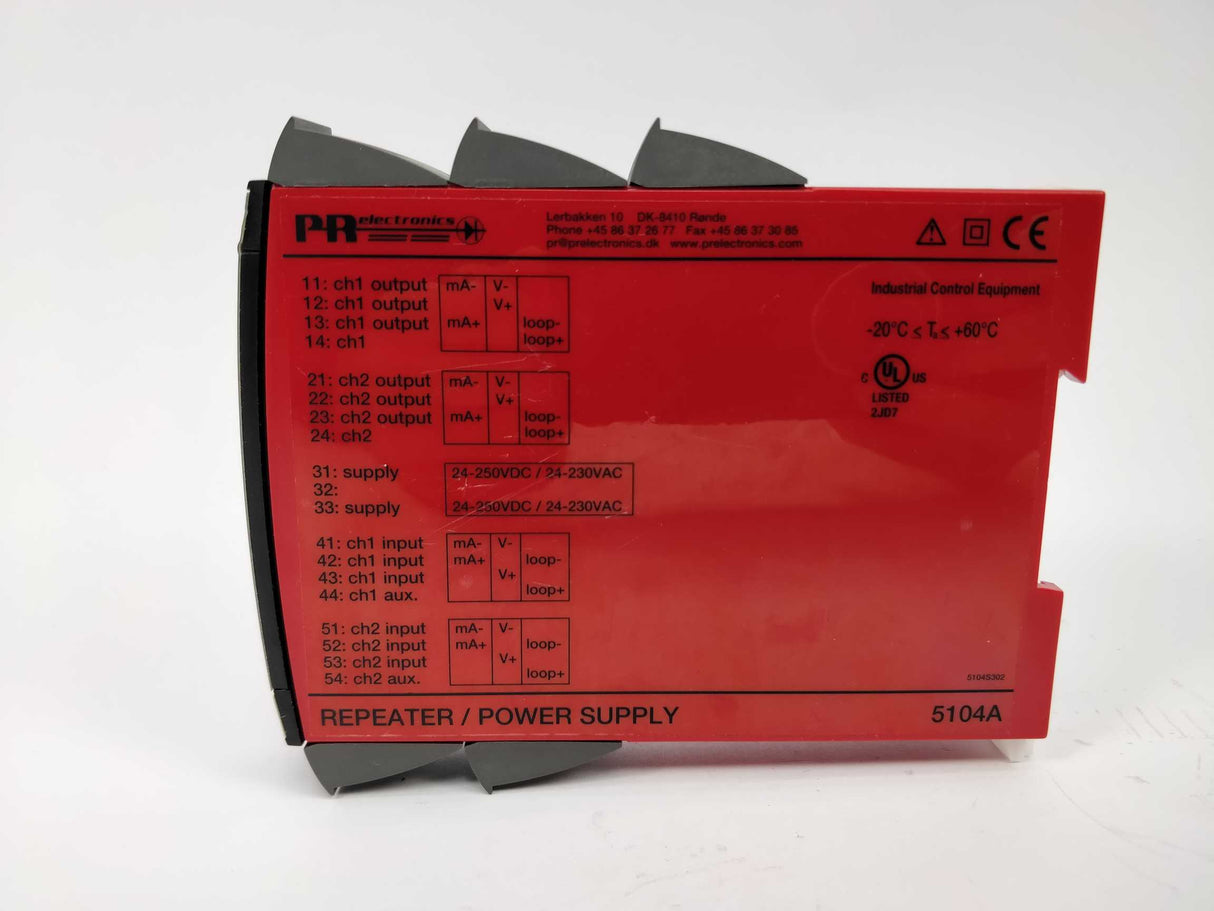 PR electronics
Lerbakken 10 DK-8410 Rønde
Phone +45 86 37 26 77 Fax +45 86 37 30 85
pr@prelectronics.dk www.prelectronics.com
CE
Industrial Control Equipment
-20°C ≤ Ta ≤ +60°C
C UL US
LISTED
2JD7
11: ch1 output mA- V-
12: ch1 output V+
13: ch1 output mA+ loop-
14: ch1 loop+
21: ch2 output mA- V-
22: ch2 output V+
23: ch2 output mA+ loop-
24: ch2 loop+
31: supply 24-250VDC / 24-230VAC
32:
33: supply 24-250VDC / 24-230VAC
41: ch1 input mA- V-
42: ch1 input mA+ loop-
43: ch1 input V+
44: ch1 aux. loop+
51: ch2 input mA- V-
52: ch2 input mA+ loop-
53: ch2 input V+
54: ch2 aux. loop+
5104S302
REPEATER / POWER SUPPLY 5104A